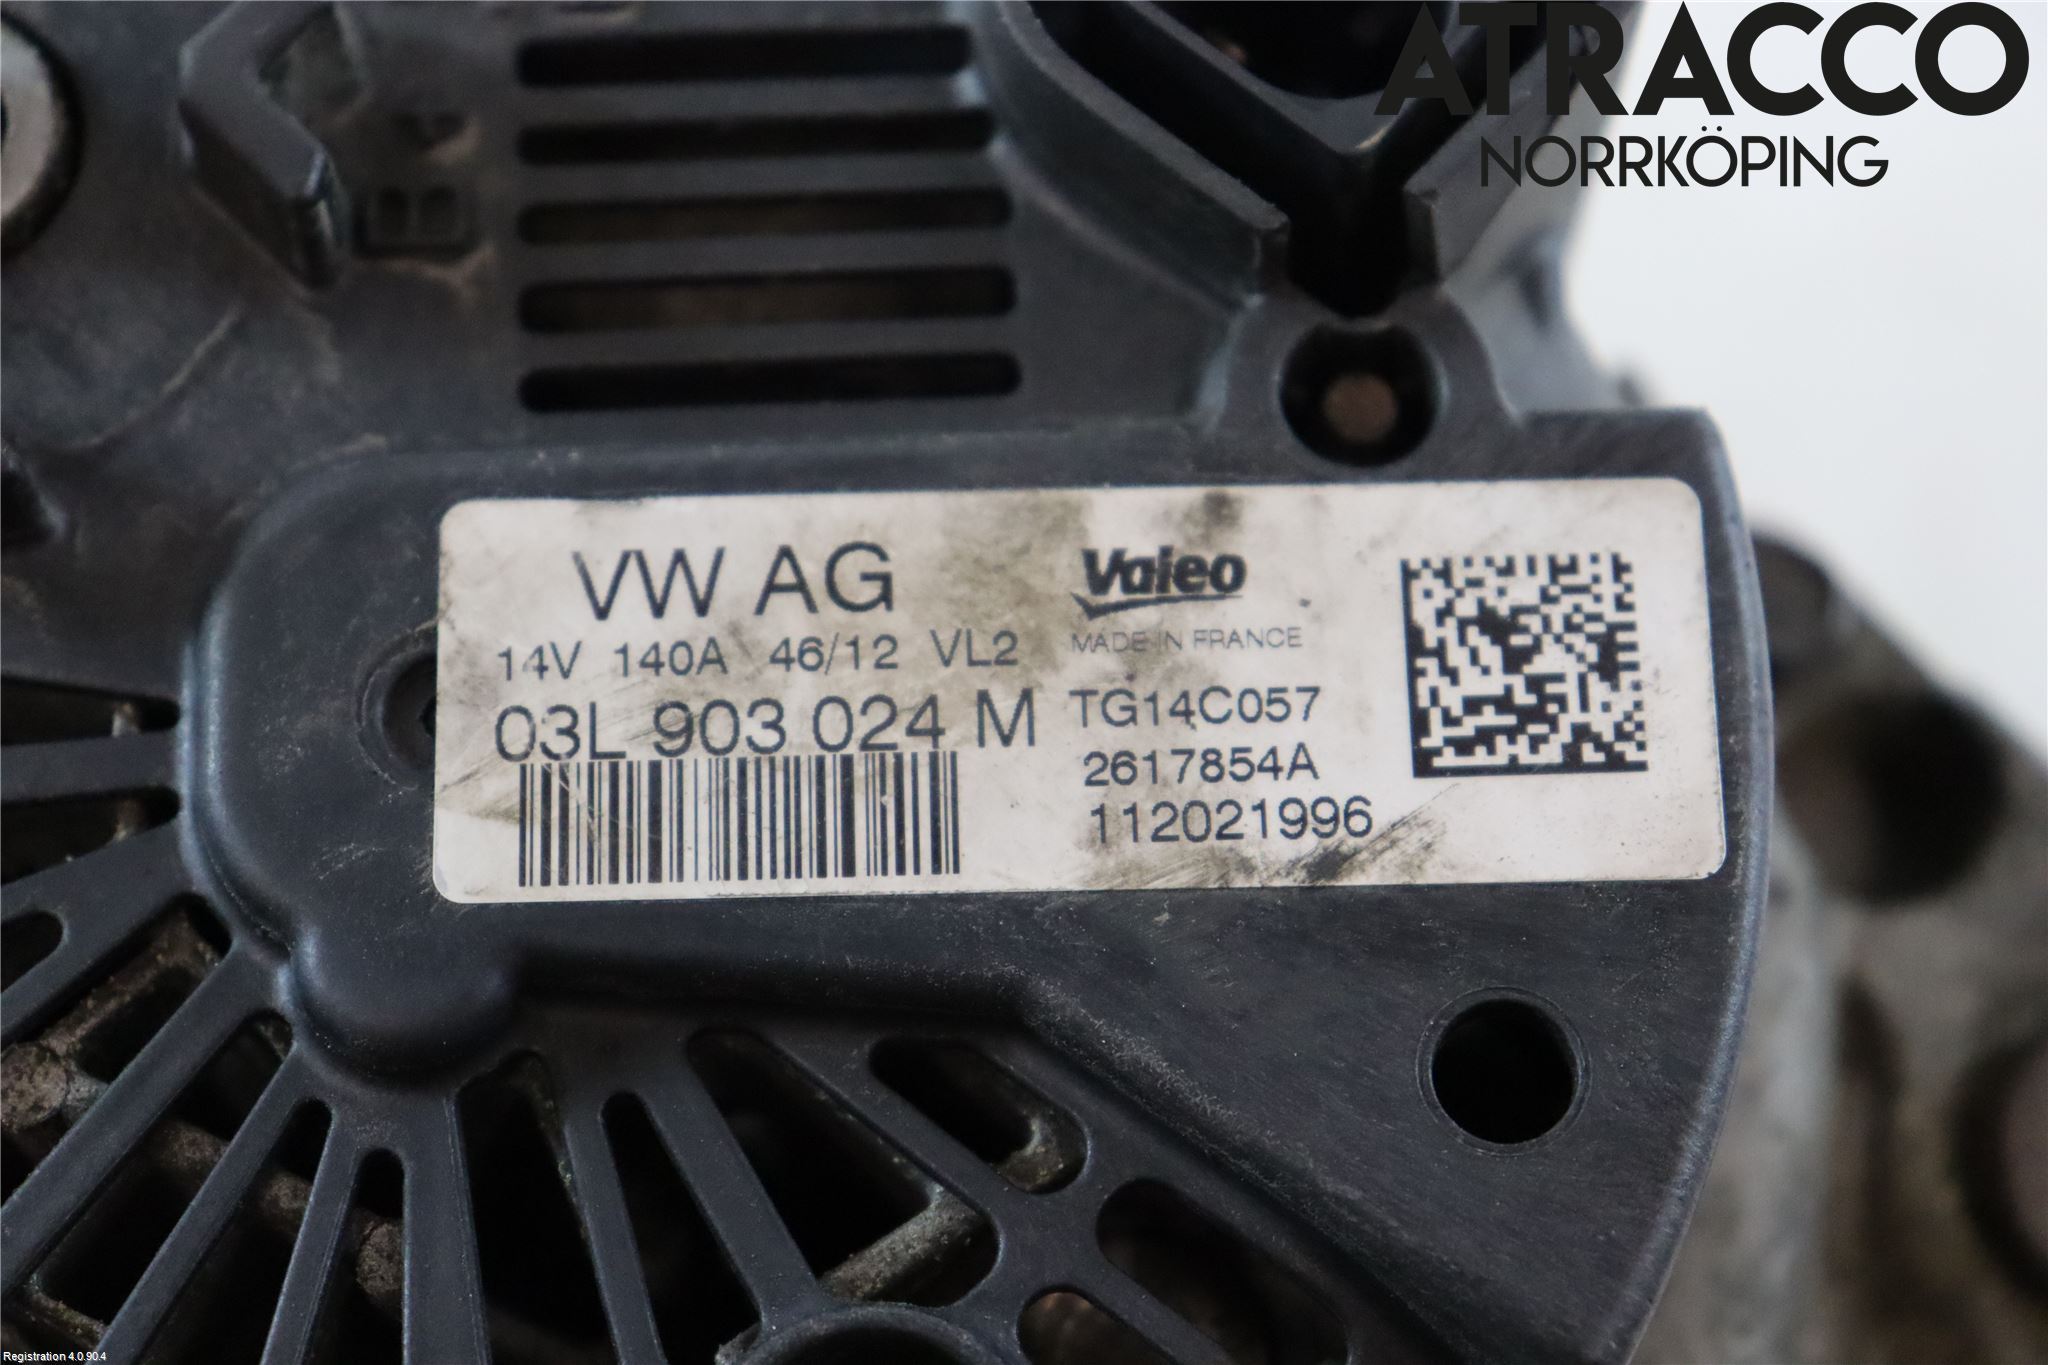 ATRACCO
NORRKÖPING
VW AG
14V 140A 46/12 VL2
03L 903 024 M
Valeo
MADE IN FRANCE
TG14C057
2617854A
112021996
Registration 4.0.90.4